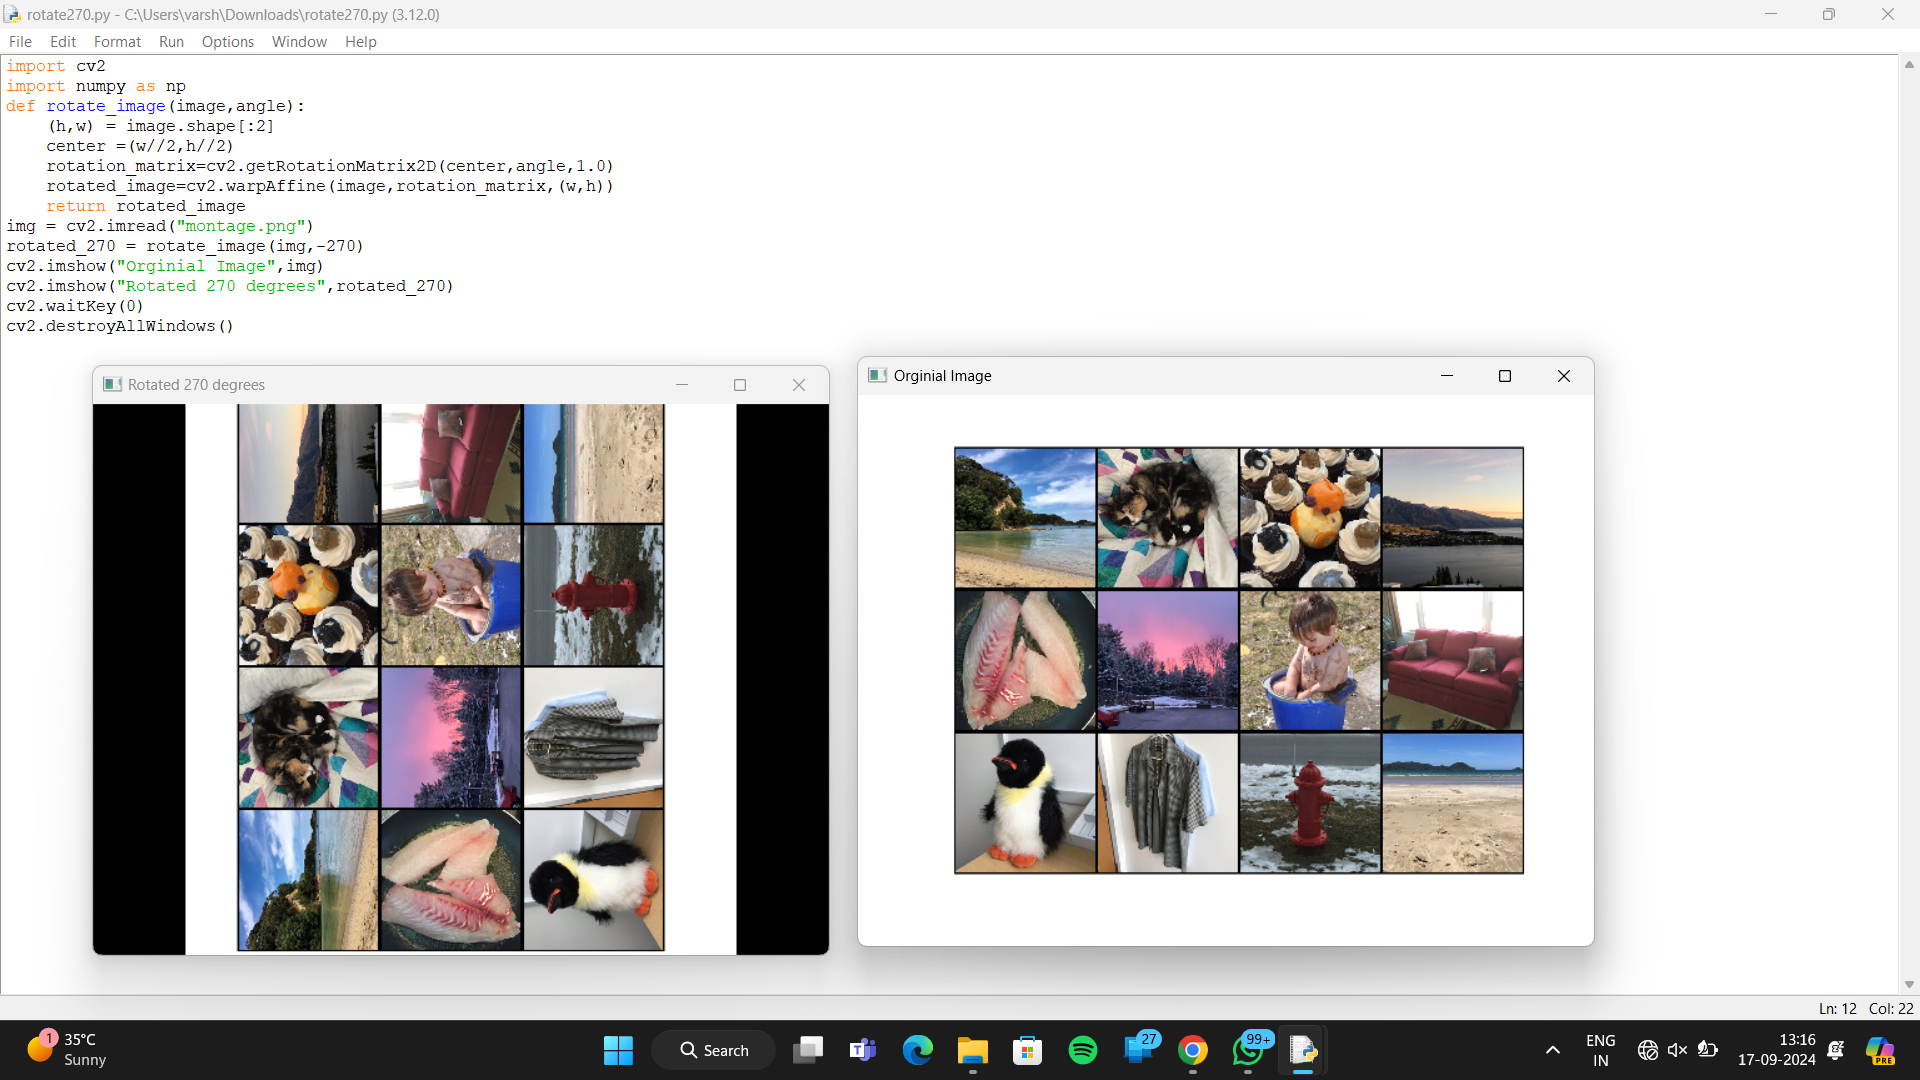 rotate270.py - C:\Users\varsh\Downloads\rotate270.py (3.12.0)
File Edit Format Run Options Window Help
import cv2
import numpy as np
def rotate_image(image,angle):
    (h,w) = image.shape[:2]
    center =(w//2,h//2)
    rotation_matrix=cv2.getRotationMatrix2D(center,angle,1.0)
    rotated_image=cv2.warpAffine(image,rotation_matrix,(w,h))
    return rotated_image
img = cv2.imread("montage.png")
rotated_270 = rotate_image(img,-270)
cv2.imshow("Orginial Image",img)
cv2.imshow("Rotated 270 degrees",rotated_270)
cv2.waitKey(0)
cv2.destroyAllWindows()
Rotated 270 degrees
Orginial Image
Ln: 12 Col: 22
1
35°C
Sunny
Search
27
99+
ENG
IN
13:16
17-09-2024
PRE